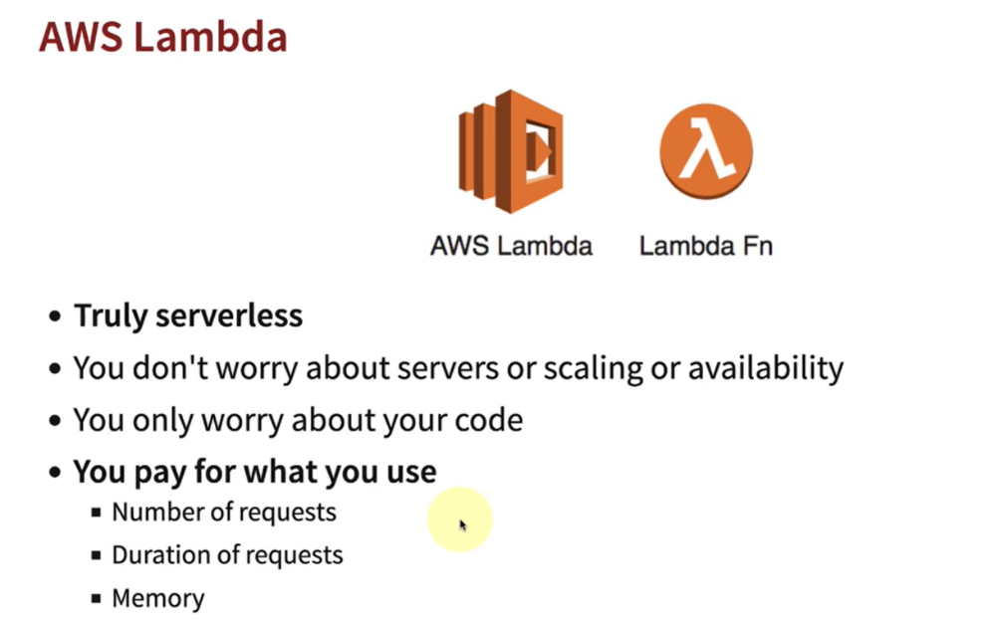 AWS Lambda
AWS Lambda
Lambda Fn
Truly serverless
You don't worry about servers or scaling or availability
You only worry about your code
You pay for what you use
Number of requests
Duration of requests
Memory